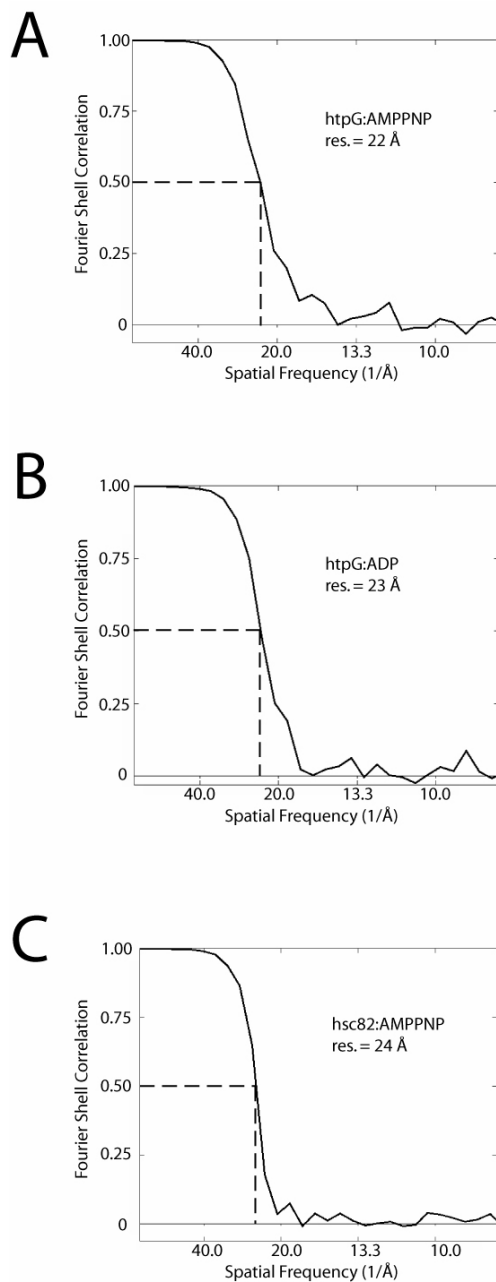 A
1.00
0.75
0.50
0.25
0
Fourier Shell Correlation
htpG:AMPPNP
res. = 22 Å
40.0 20.0 13.3 10.0
Spatial Frequency (1/Å)
B
1.00
0.75
0.50
0.25
0
Fourier Shell Correlation
htpG:ADP
res. = 23 Å
40.0 20.0 13.3 10.0
Spatial Frequency (1/Å)
C
1.00
0.75
0.50
0.25
0
Fourier Shell Correlation
hsc82:AMPPNP
res. = 24 Å
40.0 20.0 13.3 10.0
Spatial Frequency (1/Å)